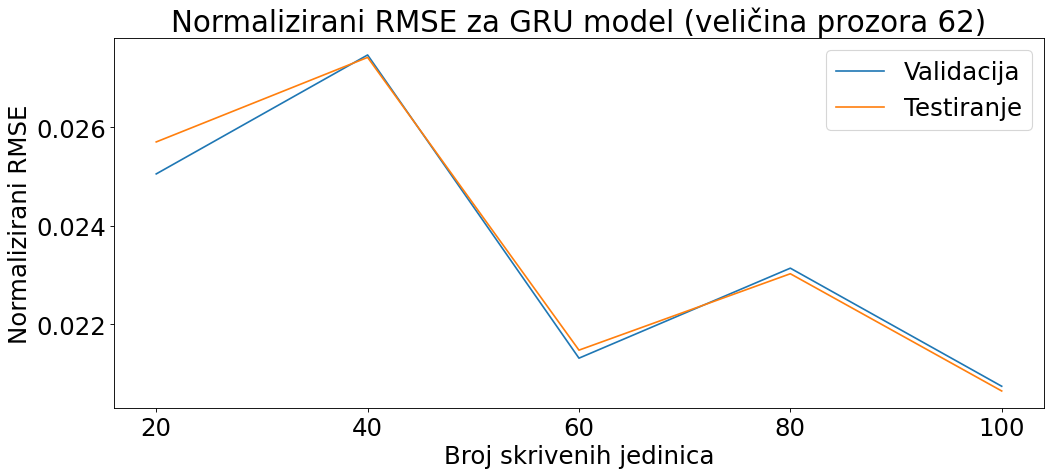 Normalizirani RMSE za GRU model (veličina prozora 62)
Validacija
Testiranje
Normalizirani RMSE
0.026
0.024
0.022
20 40 60 80 100
Broj skrivenih jedinica